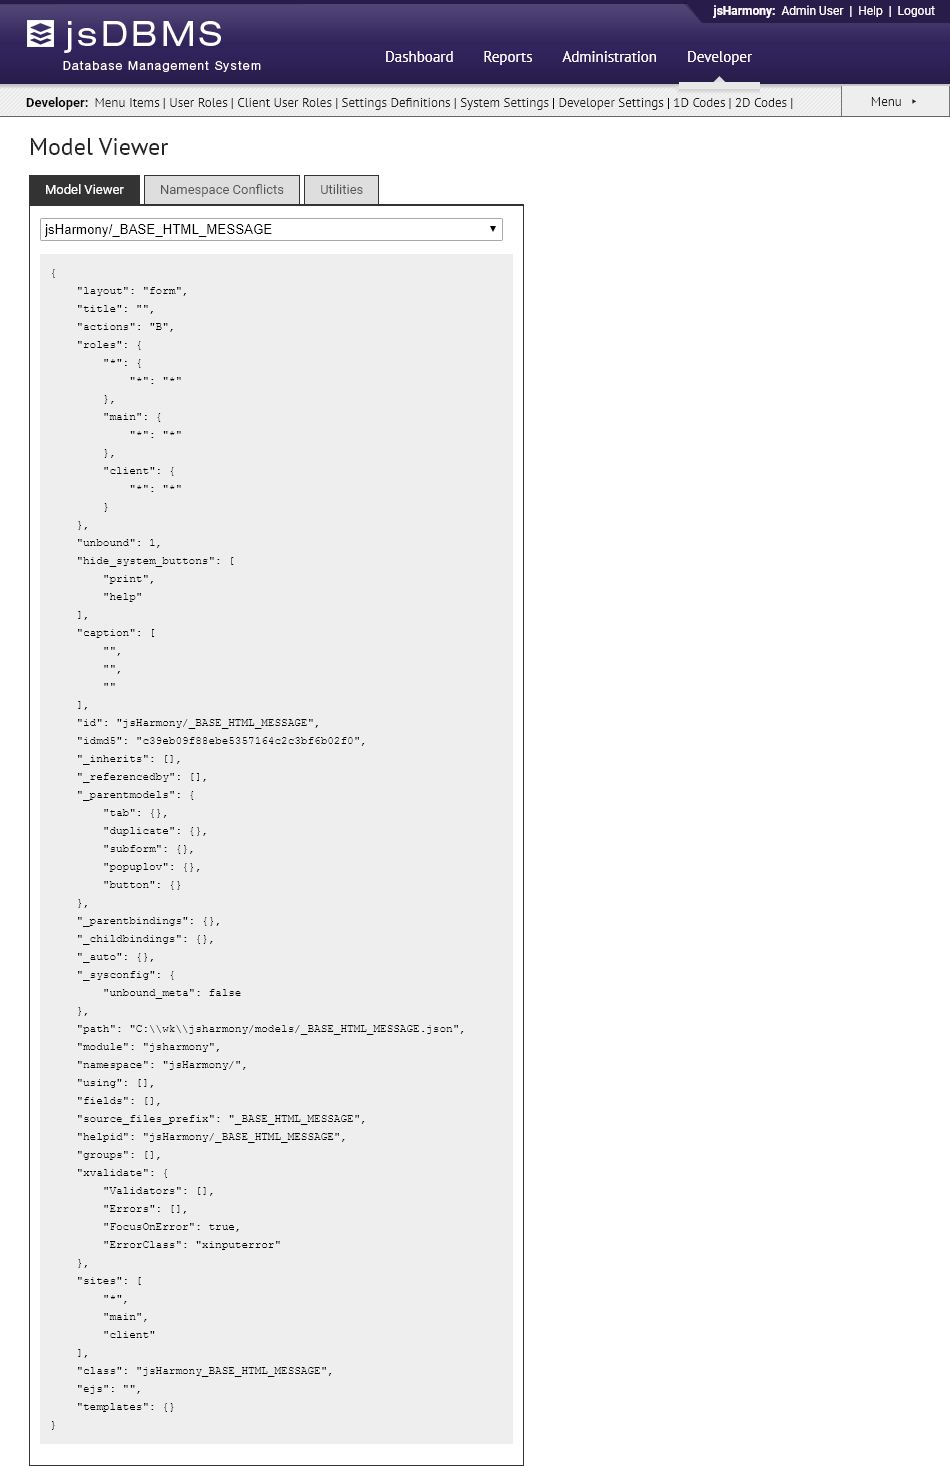 jsHarmony: Admin User | Help | Logout
jsDBMS
Database Management System
Dashboard Reports Administration Developer
Developer: Menu Items | User Roles | Client User Roles | Settings Definitions | System Settings | Developer Settings | 1D Codes | 2D Codes |
Menu ▸
Model Viewer
Model Viewer Namespace Conflicts Utilities
jsHarmony/_BASE_HTML_MESSAGE ▼
{
    "layout": "form",
    "title": "",
    "actions": "B",
    "roles": {
        "*": {
            "*": "*"
        },
        "main": {
            "*": "*"
        },
        "client": {
            "*": "*"
        }
    },
    "unbound": 1,
    "hide_system_buttons": [
        "print",
        "help"
    ],
    "caption": [
        "",
        "",
        ""
    ],
    "id": "jsHarmony/_BASE_HTML_MESSAGE",
    "idmd5": "c39eb09f88ebe5357164c2c3bf6b02f0",
    "_inherits": [],
    "_referencedby": [],
    "_parentmodels": {
        "tab": {},
        "duplicate": {},
        "subform": {},
        "popuplov": {},
        "button": {}
    },
    "_parentbindings": {},
    "_childbindings": {},
    "_auto": {},
    "_sysconfig": {
        "unbound_meta": false
    },
    "path": "C:\\wk\\jsharmony/models/_BASE_HTML_MESSAGE.json",
    "module": "jsharmony",
    "namespace": "jsHarmony/",
    "using": [],
    "fields": [],
    "source_files_prefix": "_BASE_HTML_MESSAGE",
    "helpid": "jsHarmony/_BASE_HTML_MESSAGE",
    "groups": [],
    "xvalidate": {
        "Validators": [],
        "Errors": [],
        "FocusOnError": true,
        "ErrorClass": "xinputerror"
    },
    "sites": [
        "*",
        "main",
        "client"
    ],
    "class": "jsHarmony_BASE_HTML_MESSAGE",
    "ejs": "",
    "templates": {}
}